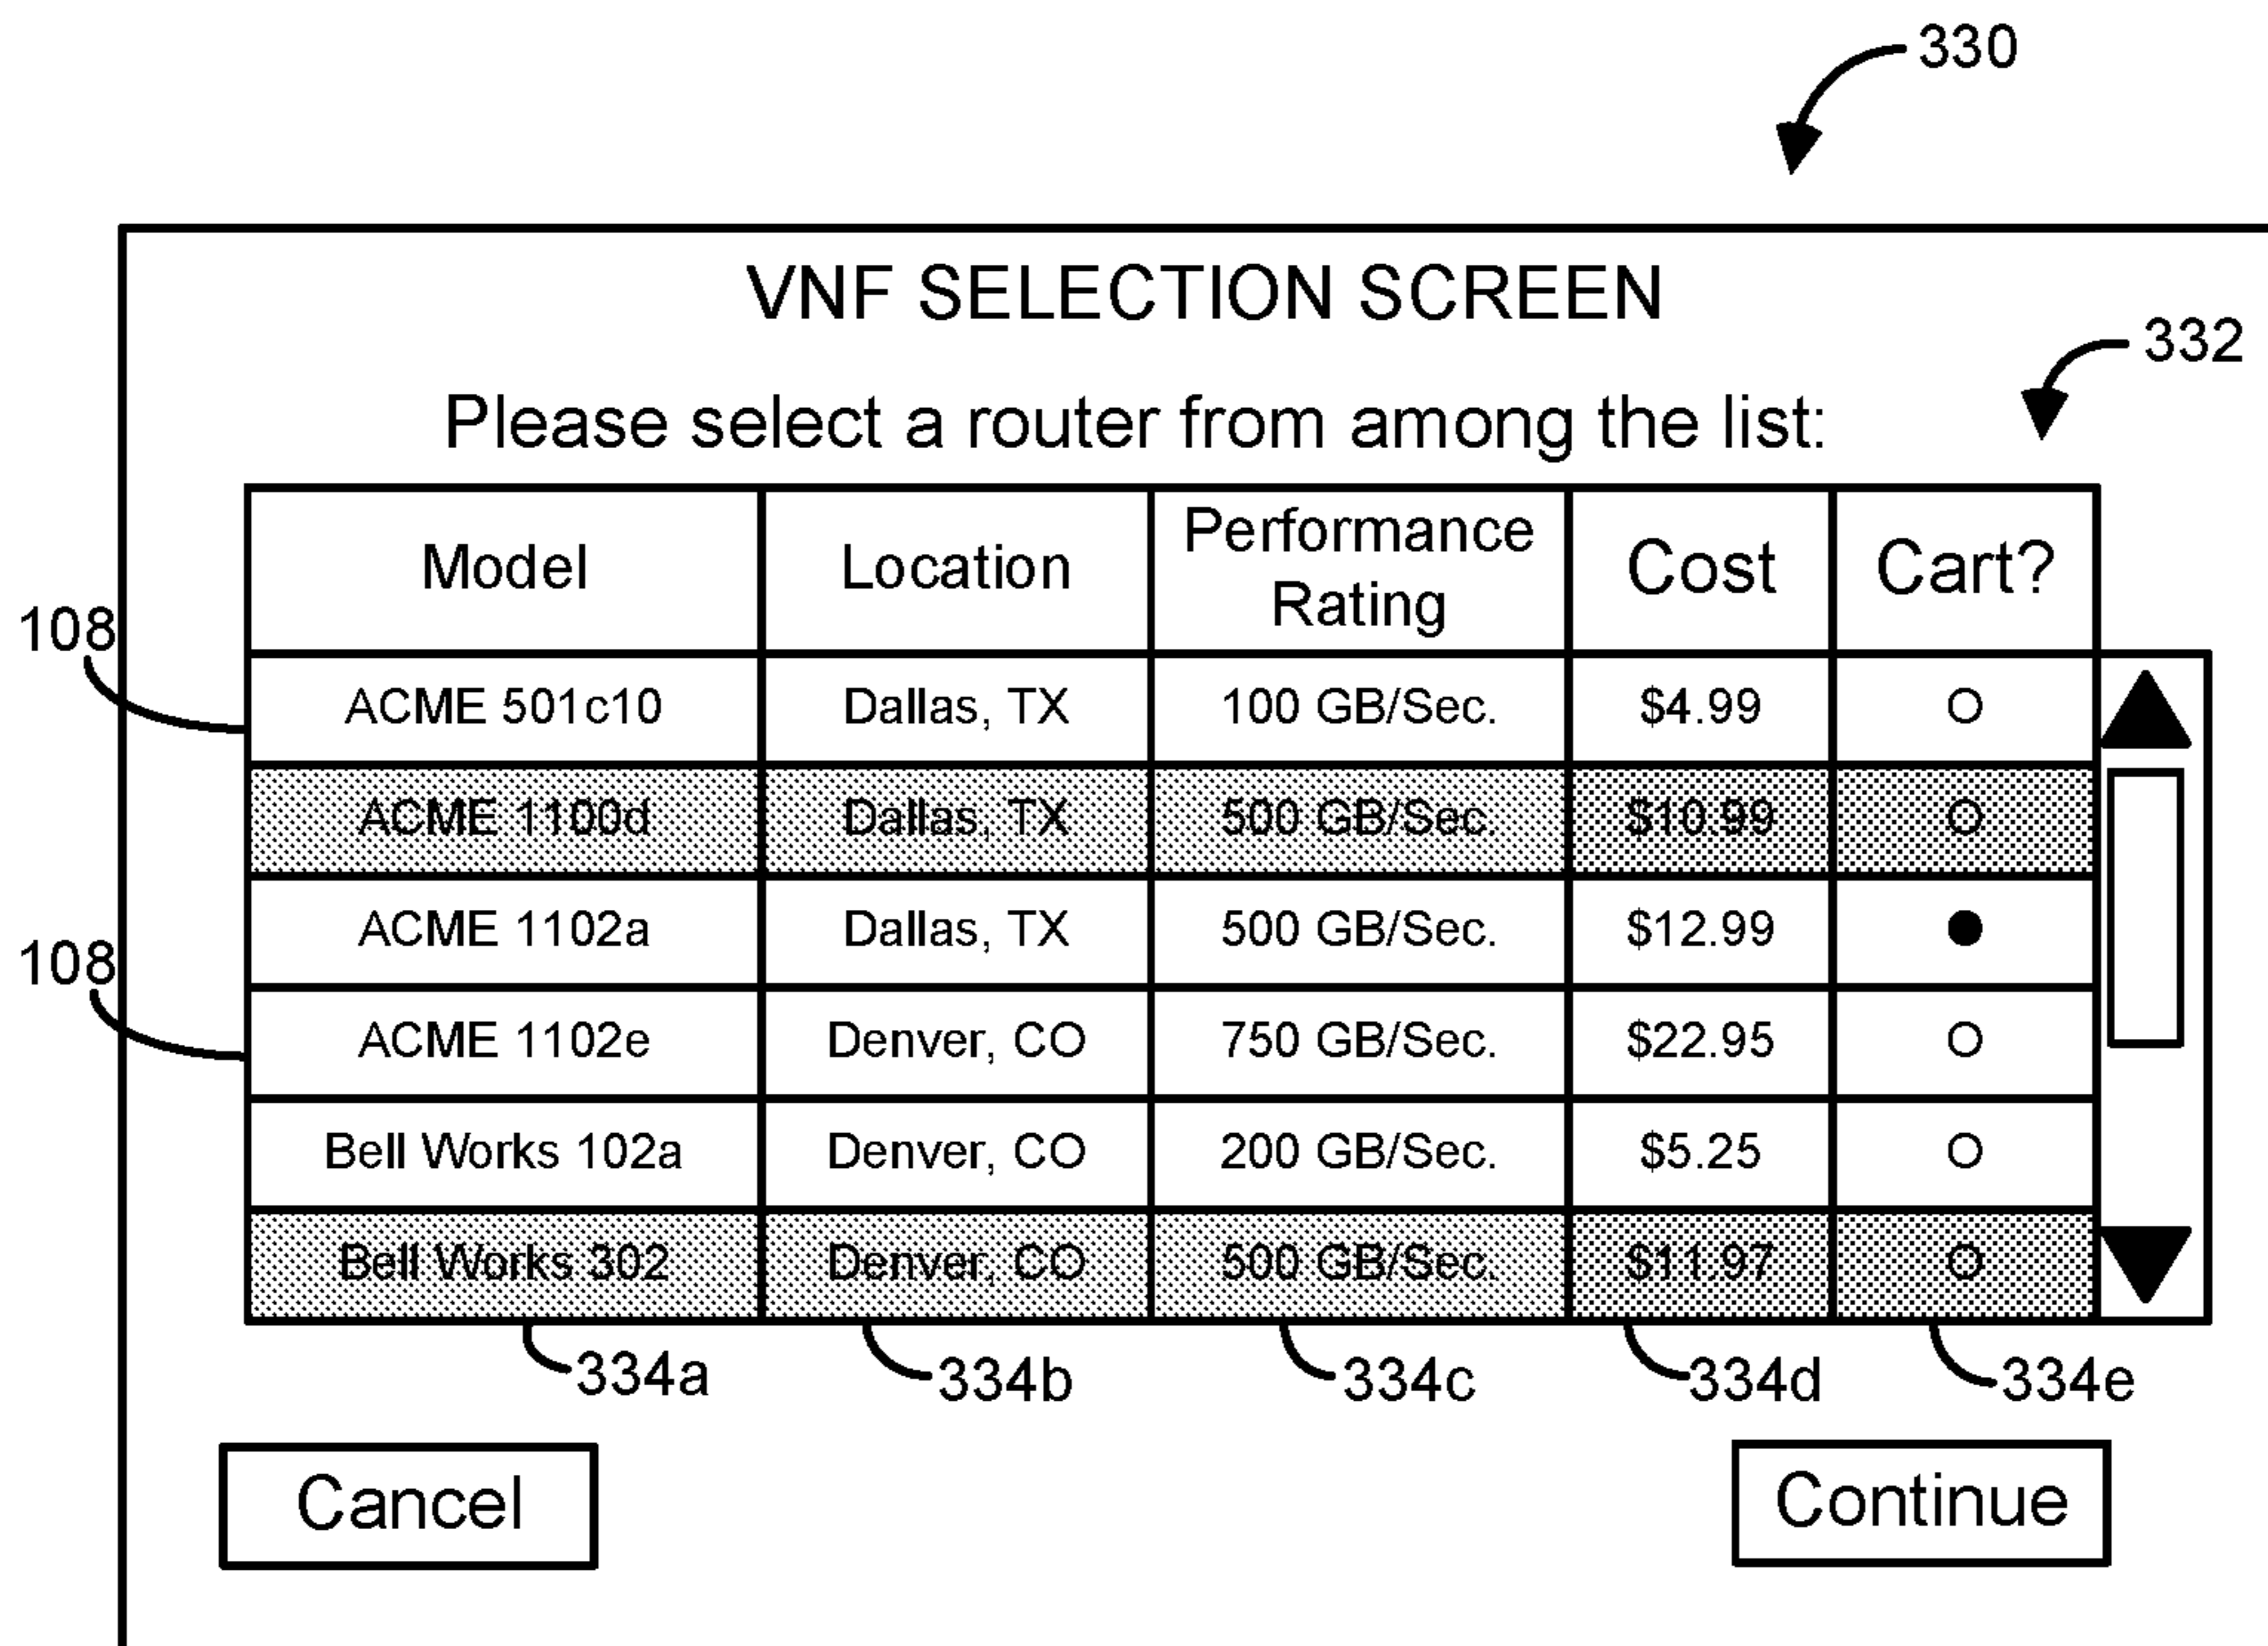 330
VNF SELECTION SCREEN
332
Please select a router from among the list:
Model Location Performance Rating Cost Cart?
108
ACME 501c10 Dallas, TX 100 GB/Sec. $4.99
ACME 1100d Dallas, TX 500 GB/Sec. $10.99
ACME 1102a Dallas, TX 500 GB/Sec. $12.99
108
ACME 1102e Denver, CO 750 GB/Sec. $22.95
Bell Works 102a Denver, CO 200 GB/Sec. $5.25
Bell Works 302 Denver, CO 500 GB/Sec. $11.97
334a 334b 334c 334d 334e
Cancel Continue